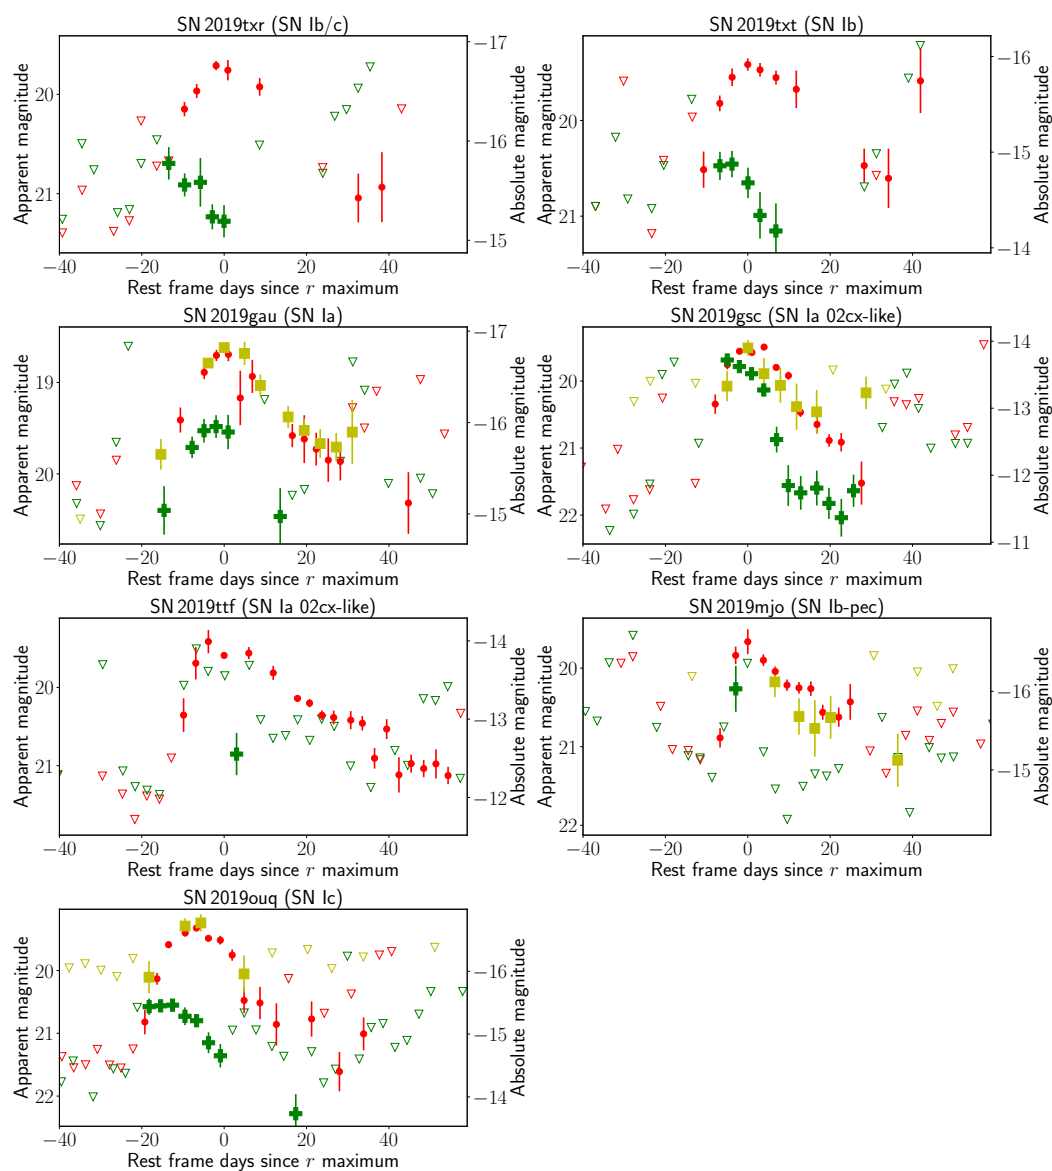 SN 2019txr (SN Ib/c)
Apparent magnitude
20
21
−17
−16
−15
Absolute magnitude
−40 −20 0 20 40
Rest frame days since r maximum
SN 2019txt (SN Ib)
Apparent magnitude
20
21
−16
−15
−14
Absolute magnitude
−40 −20 0 20 40
Rest frame days since r maximum
SN 2019gau (SN Ia)
Apparent magnitude
19
20
−17
−16
−15
Absolute magnitude
−40 −20 0 20 40
Rest frame days since r maximum
SN 2019gsc (SN Ia 02cx-like)
Apparent magnitude
20
21
22
−14
−13
−12
−11
Absolute magnitude
−40 −20 0 20 40
Rest frame days since r maximum
SN 2019ttf (SN Ia 02cx-like)
Apparent magnitude
20
21
−14
−13
−12
Absolute magnitude
−40 −20 0 20 40
Rest frame days since r maximum
SN 2019mjo (SN Ib-pec)
Apparent magnitude
20
21
22
−16
−15
Absolute magnitude
−40 −20 0 20 40
Rest frame days since r maximum
SN 2019ouq (SN Ic)
Apparent magnitude
20
21
22
−16
−15
−14
Absolute magnitude
−40 −20 0 20 40
Rest frame days since r maximum